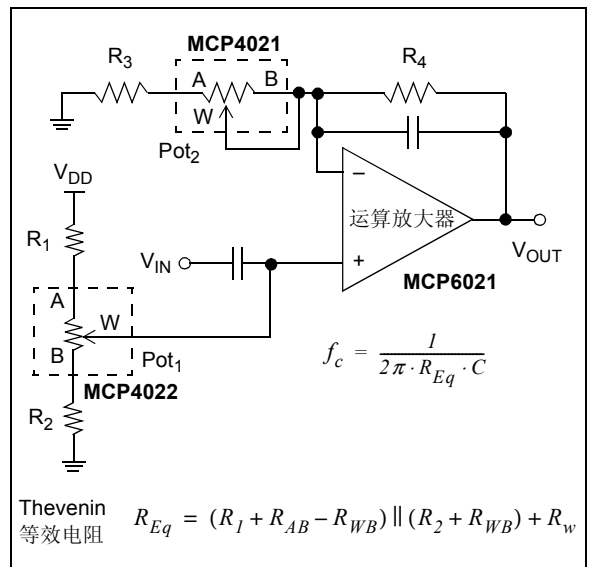 MCP4021
R3
A
B
W
R4
Pot2
VDD
R1
VIN
−
运算放大器
+
VOUT
MCP6021
A
W
B
Pot1
MCP4022
fc = 1 / (2π · REq · C)
R2
Thevenin
等效电阻
REq = (R1 + RAB − RWB) || (R2 + RWB) + Rw